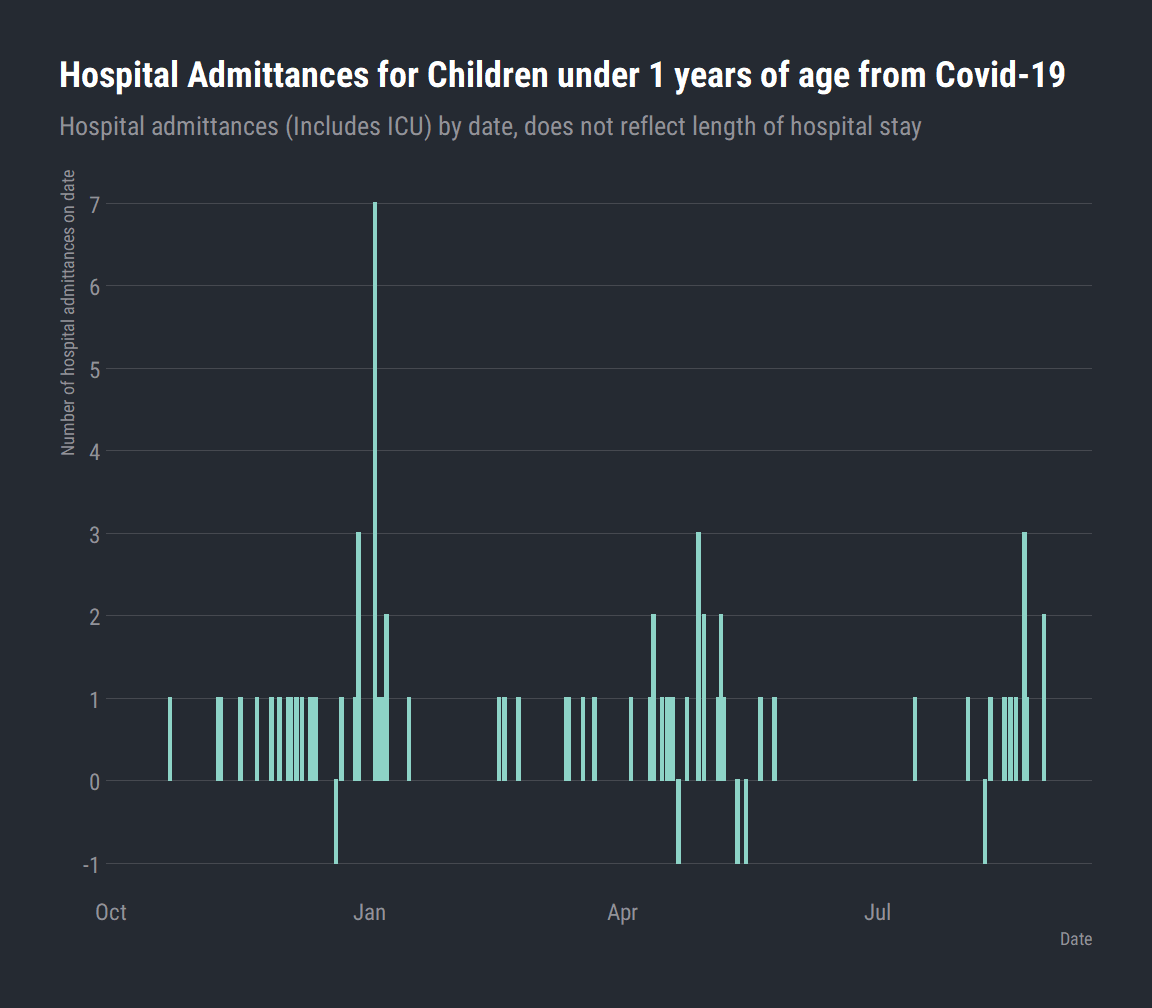 Hospital Admittances for Children under 1 years of age from Covid-19
Hospital admittances (Includes ICU) by date, does not reflect length of hospital stay
Number of hospital admittances on date
7
6
5
4
3
2
1
0
-1
Oct Jan Apr Jul
Date